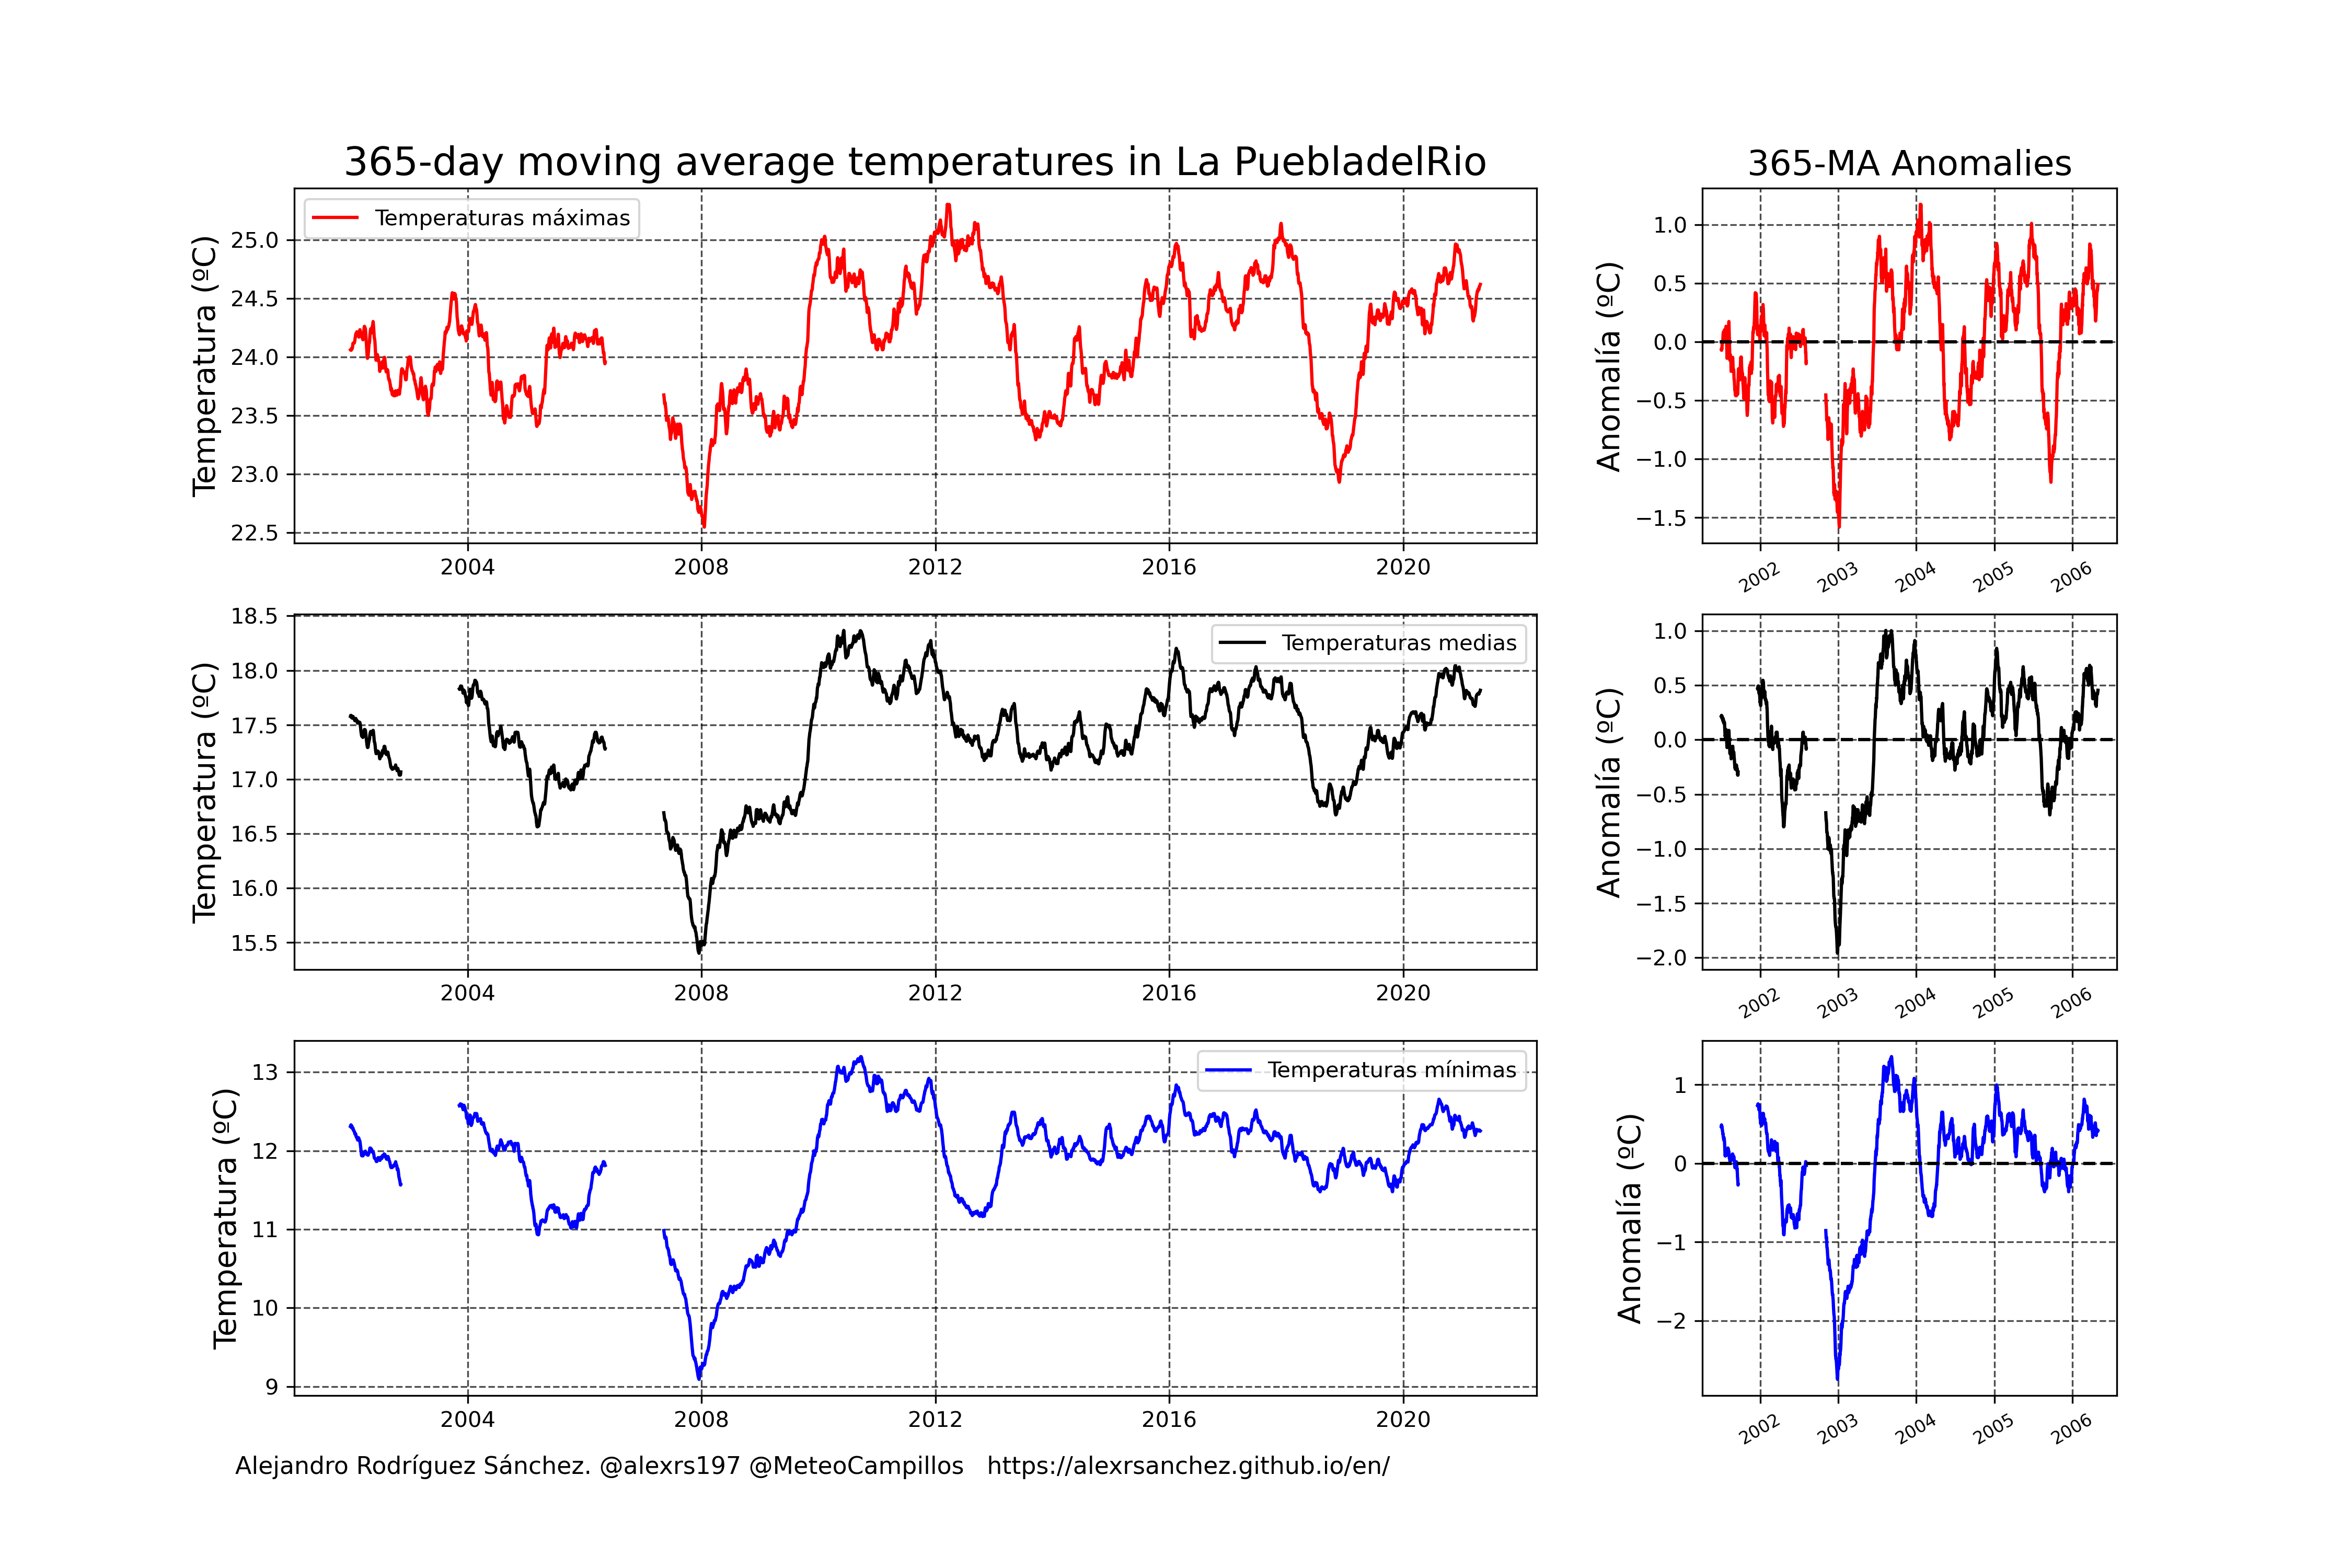 365-day moving average temperatures in La PuebladelRio
365-MA Anomalies
Temperatura (ºC)
25.0
24.5
24.0
23.5
23.0
22.5
Temperaturas máximas
2004 2008 2012 2016 2020
Anomalía (ºC)
1.0
0.5
0.0
−0.5
−1.0
−1.5
2002 2003 2004 2005 2006
Temperatura (ºC)
18.5
18.0
17.5
17.0
16.5
16.0
15.5
Temperaturas medias
2004 2008 2012 2016 2020
Anomalía (ºC)
1.0
0.5
0.0
−0.5
−1.0
−1.5
−2.0
2002 2003 2004 2005 2006
Temperatura (ºC)
13
12
11
10
9
Temperaturas mínimas
2004 2008 2012 2016 2020
Anomalía (ºC)
1
0
−1
−2
2002 2003 2004 2005 2006
Alejandro Rodríguez Sánchez. @alexrs197 @MeteoCampillos https://alexrsanchez.github.io/en/